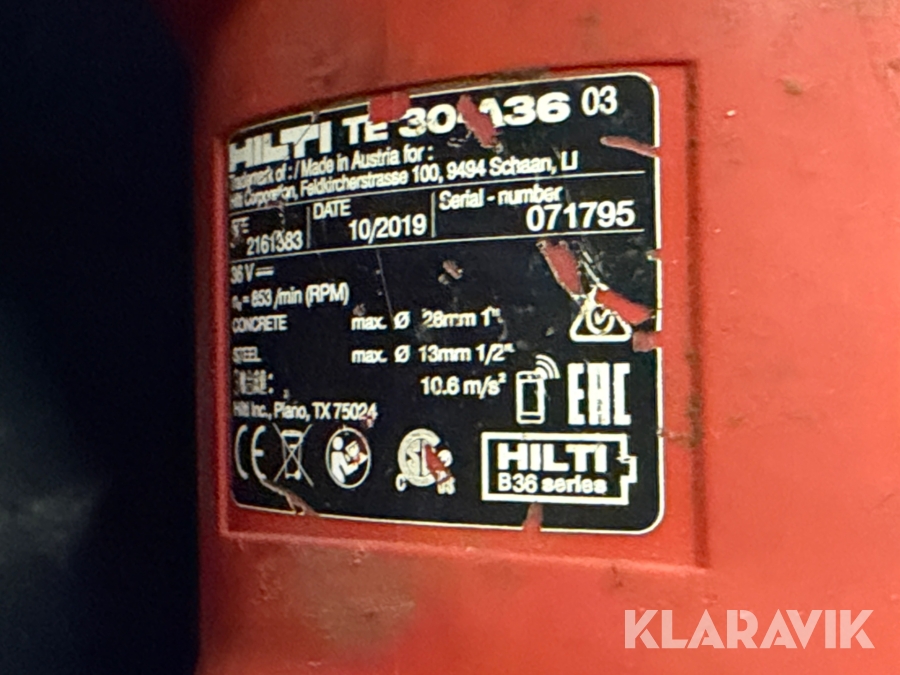 HILTI TE 30-A36 03
Trademark of : / Made in Austria for :
Hilti Corporation, Feldkircherstrasse 100, 9494 Schaan, LI
DATE Serial - number
2161383 10/2019 071795
36 V
n₀ = 853 /min (RPM)
CONCRETE max. Ø 28mm 1"
STEEL max. Ø 13mm 1/2"
10.6 m/s²
Hilti Inc., Plano, TX 75024
EAC
CE
HILTI
B36 series
KLARAVIK